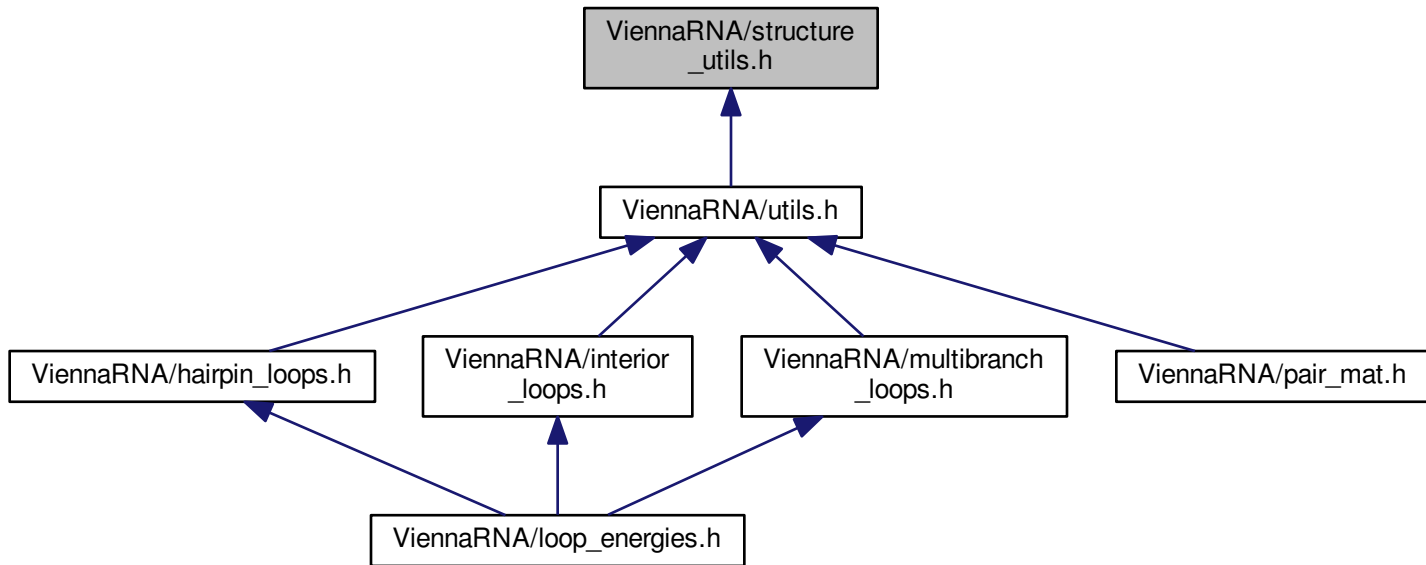 ViennaRNA/structure
_utils.h
ViennaRNA/utils.h
ViennaRNA/hairpin_loops.h
ViennaRNA/interior
_loops.h
ViennaRNA/multibranch
_loops.h
ViennaRNA/pair_mat.h
ViennaRNA/loop_energies.h